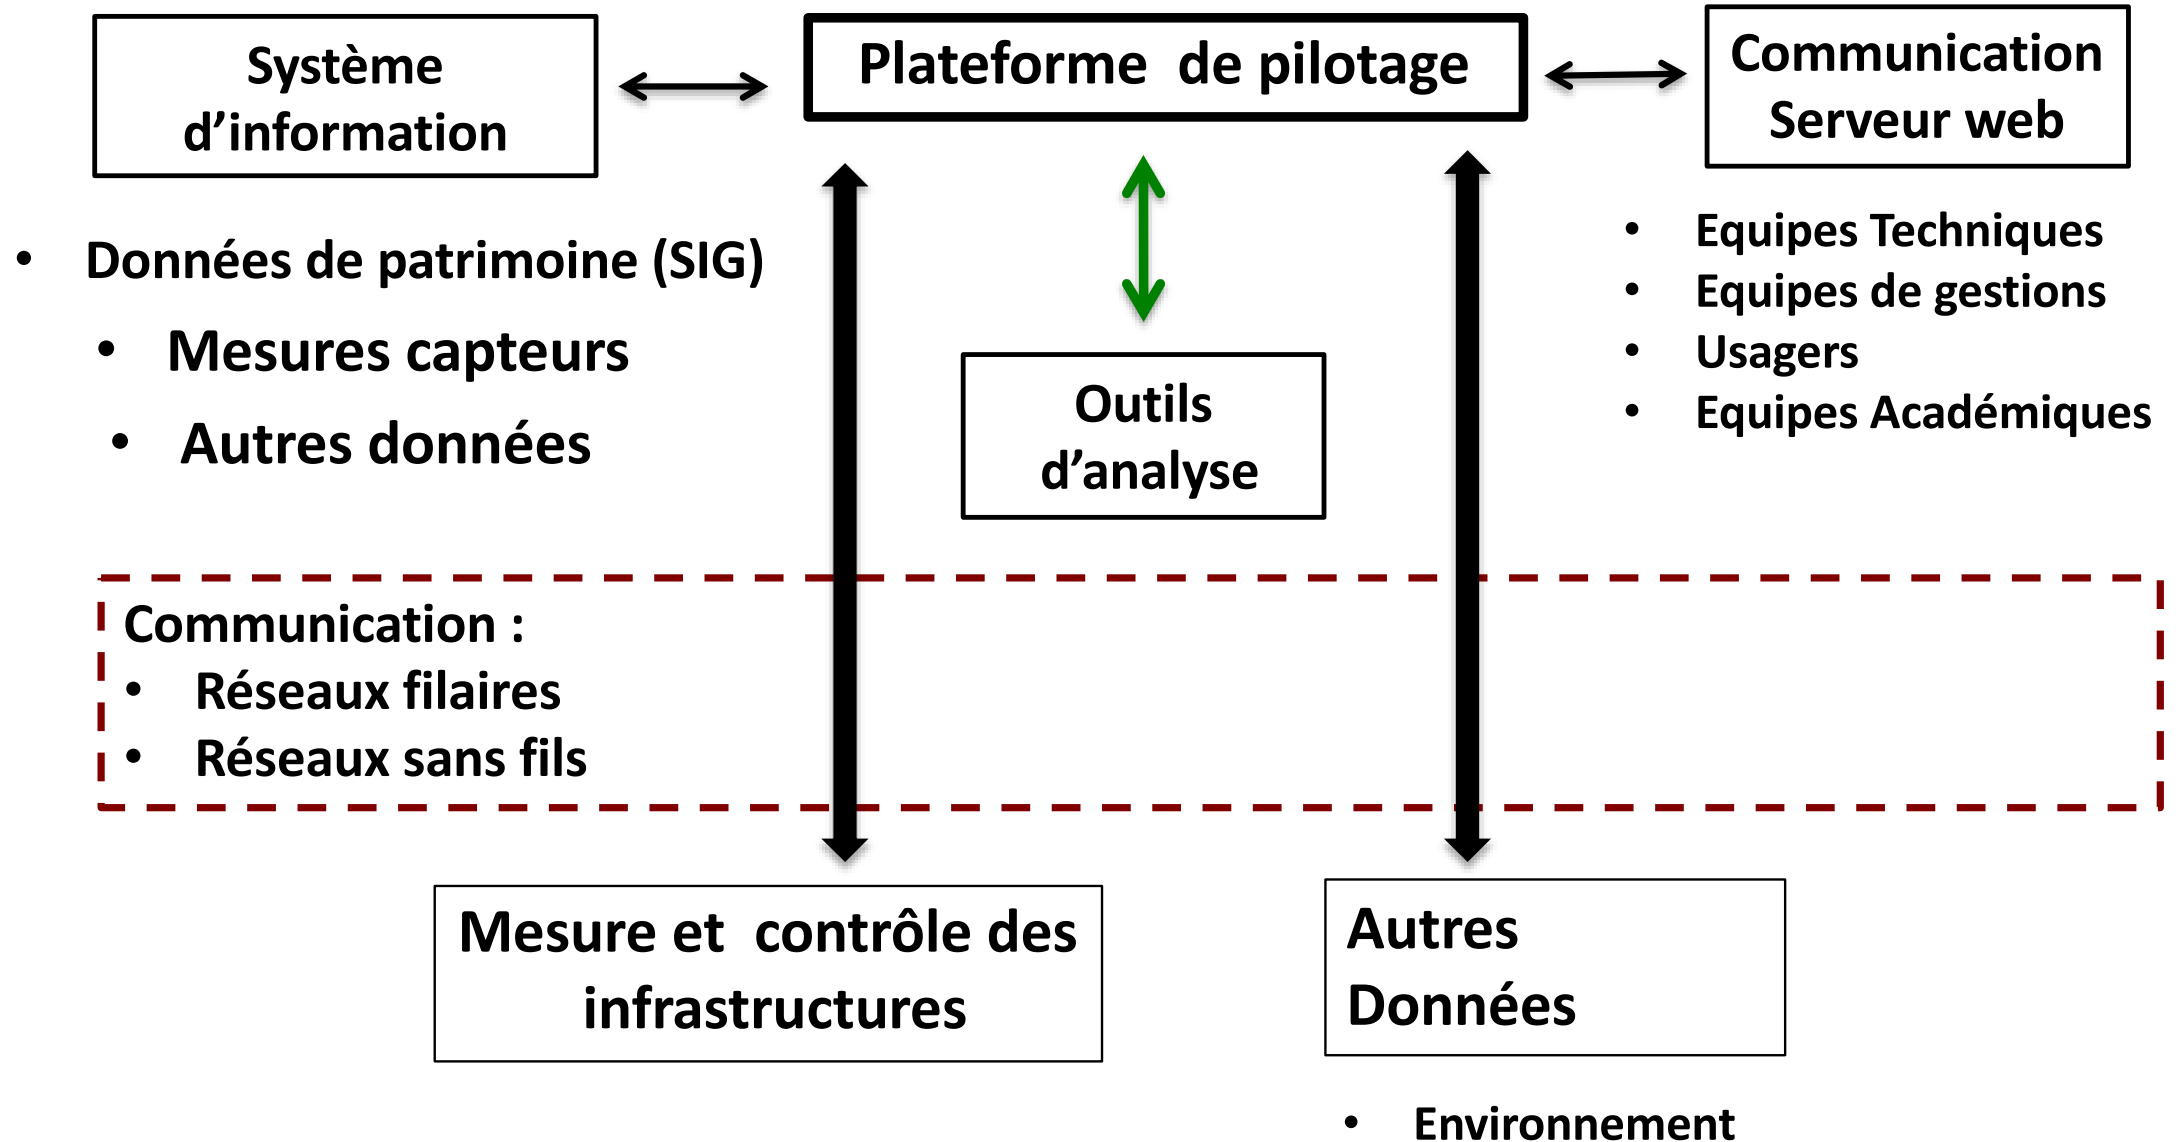 Système
d’information
Plateforme  de pilotage
Communication
Serveur web
• Données de patrimoine (SIG)
• Mesures capteurs
• Autres données
• Equipes Techniques
• Equipes de gestions
• Usagers
• Equipes Académiques
Outils
d’analyse
Communication :
• Réseaux filaires
• Réseaux sans fils
Mesure et  contrôle des
infrastructures
Autres
Données
• Environnement